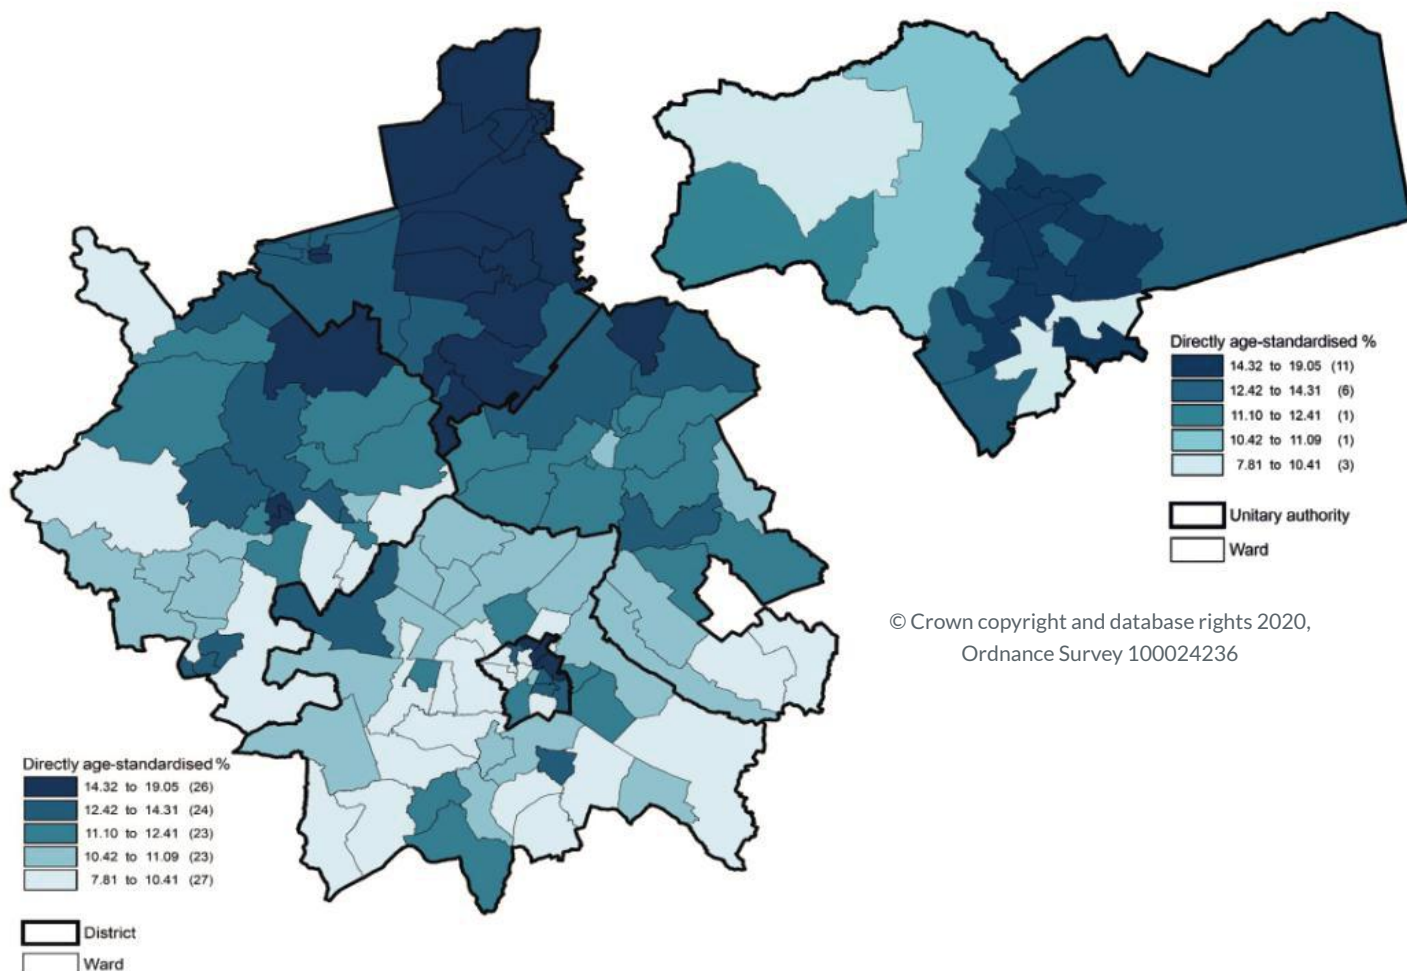 Directly age-standardised %
14.32 to 19.05 (11)
12.42 to 14.31 (6)
11.10 to 12.41 (1)
10.42 to 11.09 (1)
7.81 to 10.41 (3)
Unitary authority
Ward
© Crown copyright and database rights 2020,
Ordnance Survey 100024236
Directly age-standardised %
14.32 to 19.05 (26)
12.42 to 14.31 (24)
11.10 to 12.41 (23)
10.42 to 11.09 (23)
7.81 to 10.41 (27)
District
Ward